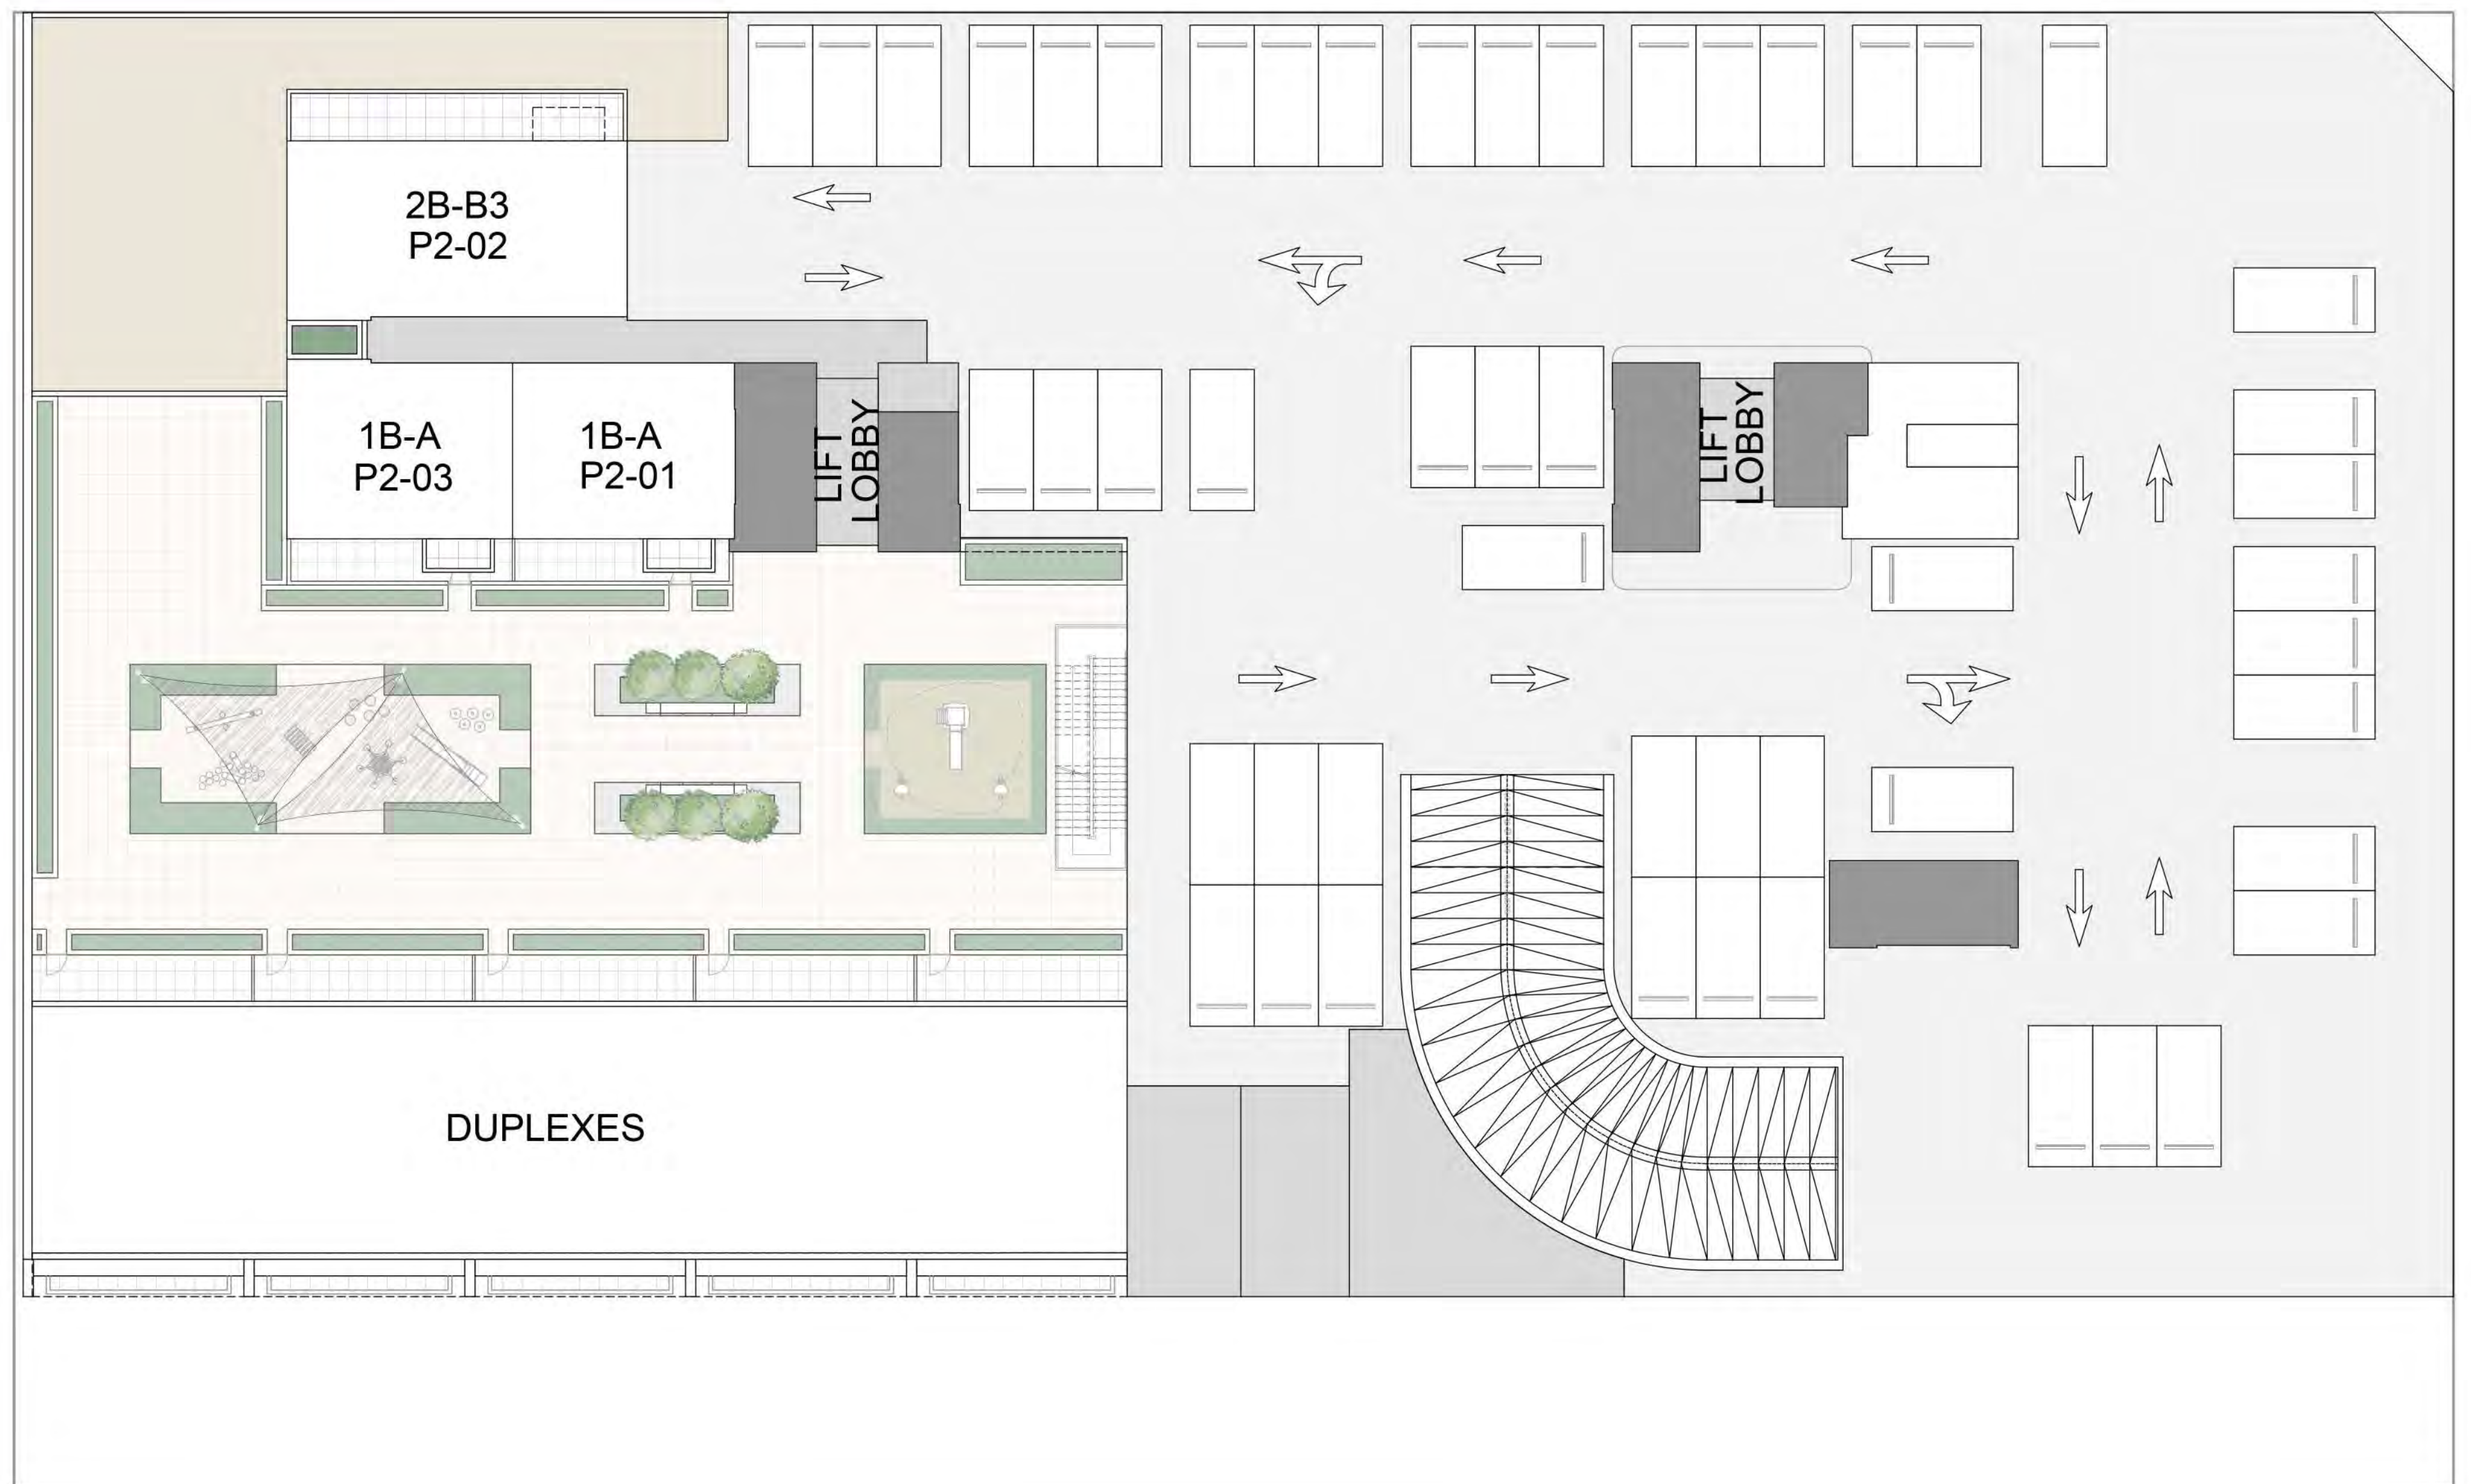 2B-B3
P2-02
1B-A
P2-03
1B-A
P2-01
LIFT
LOBBY
LIFT
LOBBY
DUPLEXES